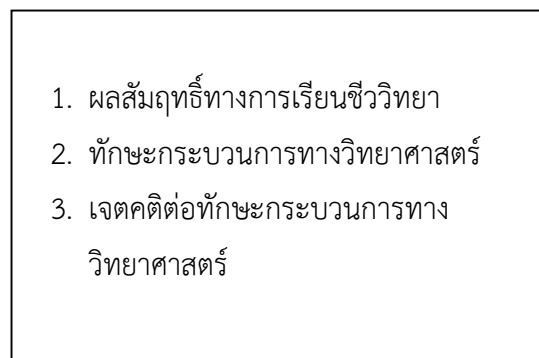 1. ผลสัมฤทธิ์ทางการเรียนชีววิทยา
2. ทักษะกระบวนการทางวิทยาศาสตร์
3. เจตคติต่อทักษะกระบวนการทาง
วิทยาศาสตร์